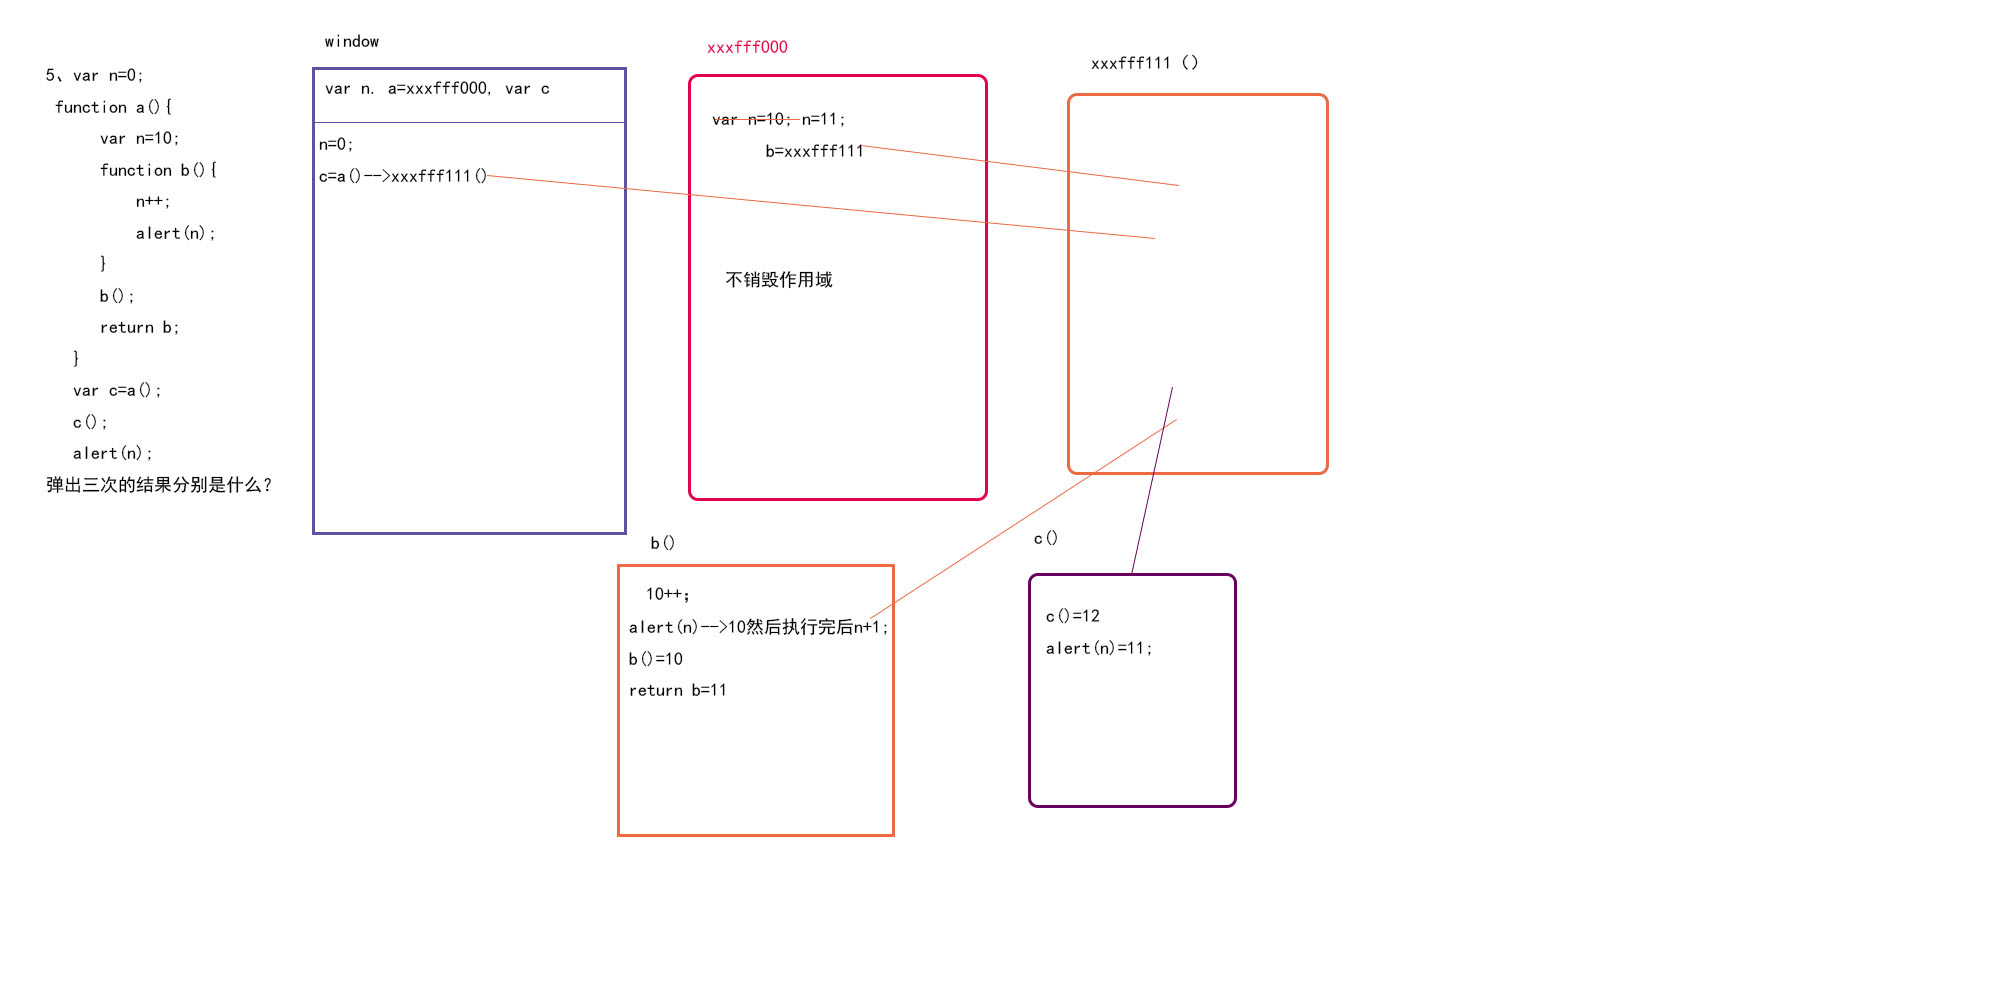 5、var n=0;
function a(){
var n=10;
function b(){
n++;
alert(n);
}
b();
return b;
}
var c=a();
c();
alert(n);
弹出三次的结果分别是什么?
window
var n. a=xxxfff000, var c
n=0;
c=a()-->xxxfff111()
xxxfff000
var n=10; n=11;
b=xxxfff111
不销毁作用域
xxxfff111（）
b()
10++;
alert(n)-->10然后执行完后n+1;
b()=10
return b=11
c()
c()=12
alert(n)=11;